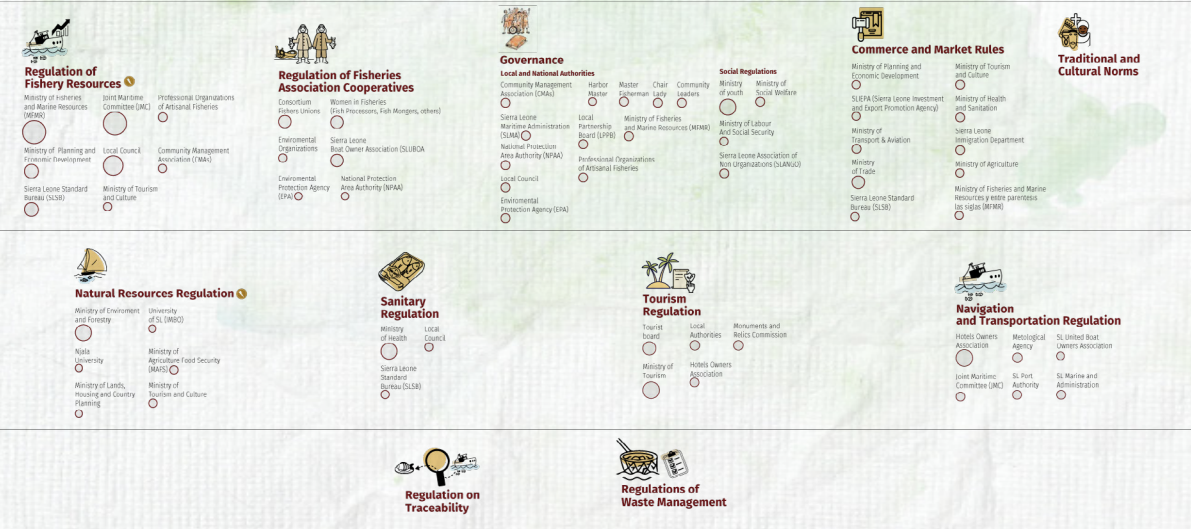 Regulation of
Fishery Resources
Ministry of Fisheries
and Marine Resources
(MFMR)
Joint Maritime
Committee (JMC)
Professional Organizations
of Artisanal Fisheries
Ministry of Planning and
Economic Development
Local Council
Community Management
Association (CMAs)
Sierra Leone Standard
Bureau (SLSB)
Ministry of Tourism
and Culture
Regulation of Fisheries
Association Cooperatives
Consortium
Fishers Unions
Women in Fisheries
(Fish Processors, Fish Mongers, others)
Enviromental
Organizations
Sierra Leone
Boat Owner Association (SLUBOA
Enviromental
Protection Agency
(EPA)
National Protection
Area Authority (NPAA)
Governance
Local and National Authorities
Community Management
Association (CMAs)
Harbor
Master
Master
Fisherman
Chair
Lady
Community
Leaders
Sierra Leone
Maritime Administration
(SLMA)
Local
Partnership
Board (LPPB)
Ministry of Fisheries
and Marine Resources (MFMR)
National Protection
Area Authority (NPAA)
Professional Organizations
of Artisanal Fisheries
Local Council
Enviromental
Protection Agency (EPA)
Social Regulations
Ministry
of youth
Ministry of
Social Welfare
Ministry of Labour
And Social Security
Sierra Leone Association of
Non Organizations (SLANGO)
Commerce and Market Rules
Ministry of Planning and
Economic Development
Ministry of Tourism
and Culture
SLIEPA (Sierra Leone Investment
and Export Promotion Agency)
Ministry of Health
and Sanitation
Ministry of
Transport & Aviation
Sierra Leone
Inmigration Department
Ministry
of Trade
Ministry of Agriculture
Sierra Leone Standard
Bureau (SLSB)
Ministry of Fisheries and Marine
Resources y entre parentesis
las siglas (MFMR)
Traditional and
Cultural Norms
Natural Resources Regulation
Ministry of Enviroment
and Forestry
University
of SL (IMBO)
Njala
University
Ministry of
Agriculture Food Security
(MAFS)
Ministry of Lands,
Housing and Country
Planning
Ministry of
Tourism and Culture
Sanitary
Regulation
Ministry
of Health
Local
Council
Sierra Leone
Standard
Bureau (SLSB)
Tourism
Regulation
Tourist
board
Local
Authorities
Monuments and
Relics Commission
Ministry of
Tourism
Hotels Owners
Association
Navigation
and Transportation Regulation
Hotels Owners
Association
Metological
Agency
SL United Boat
Owners Association
Joint Maritime
Committee (JMC)
SL Port
Authority
SL Marine and
Administration
Regulation on
Traceability
Regulations of
Waste Management